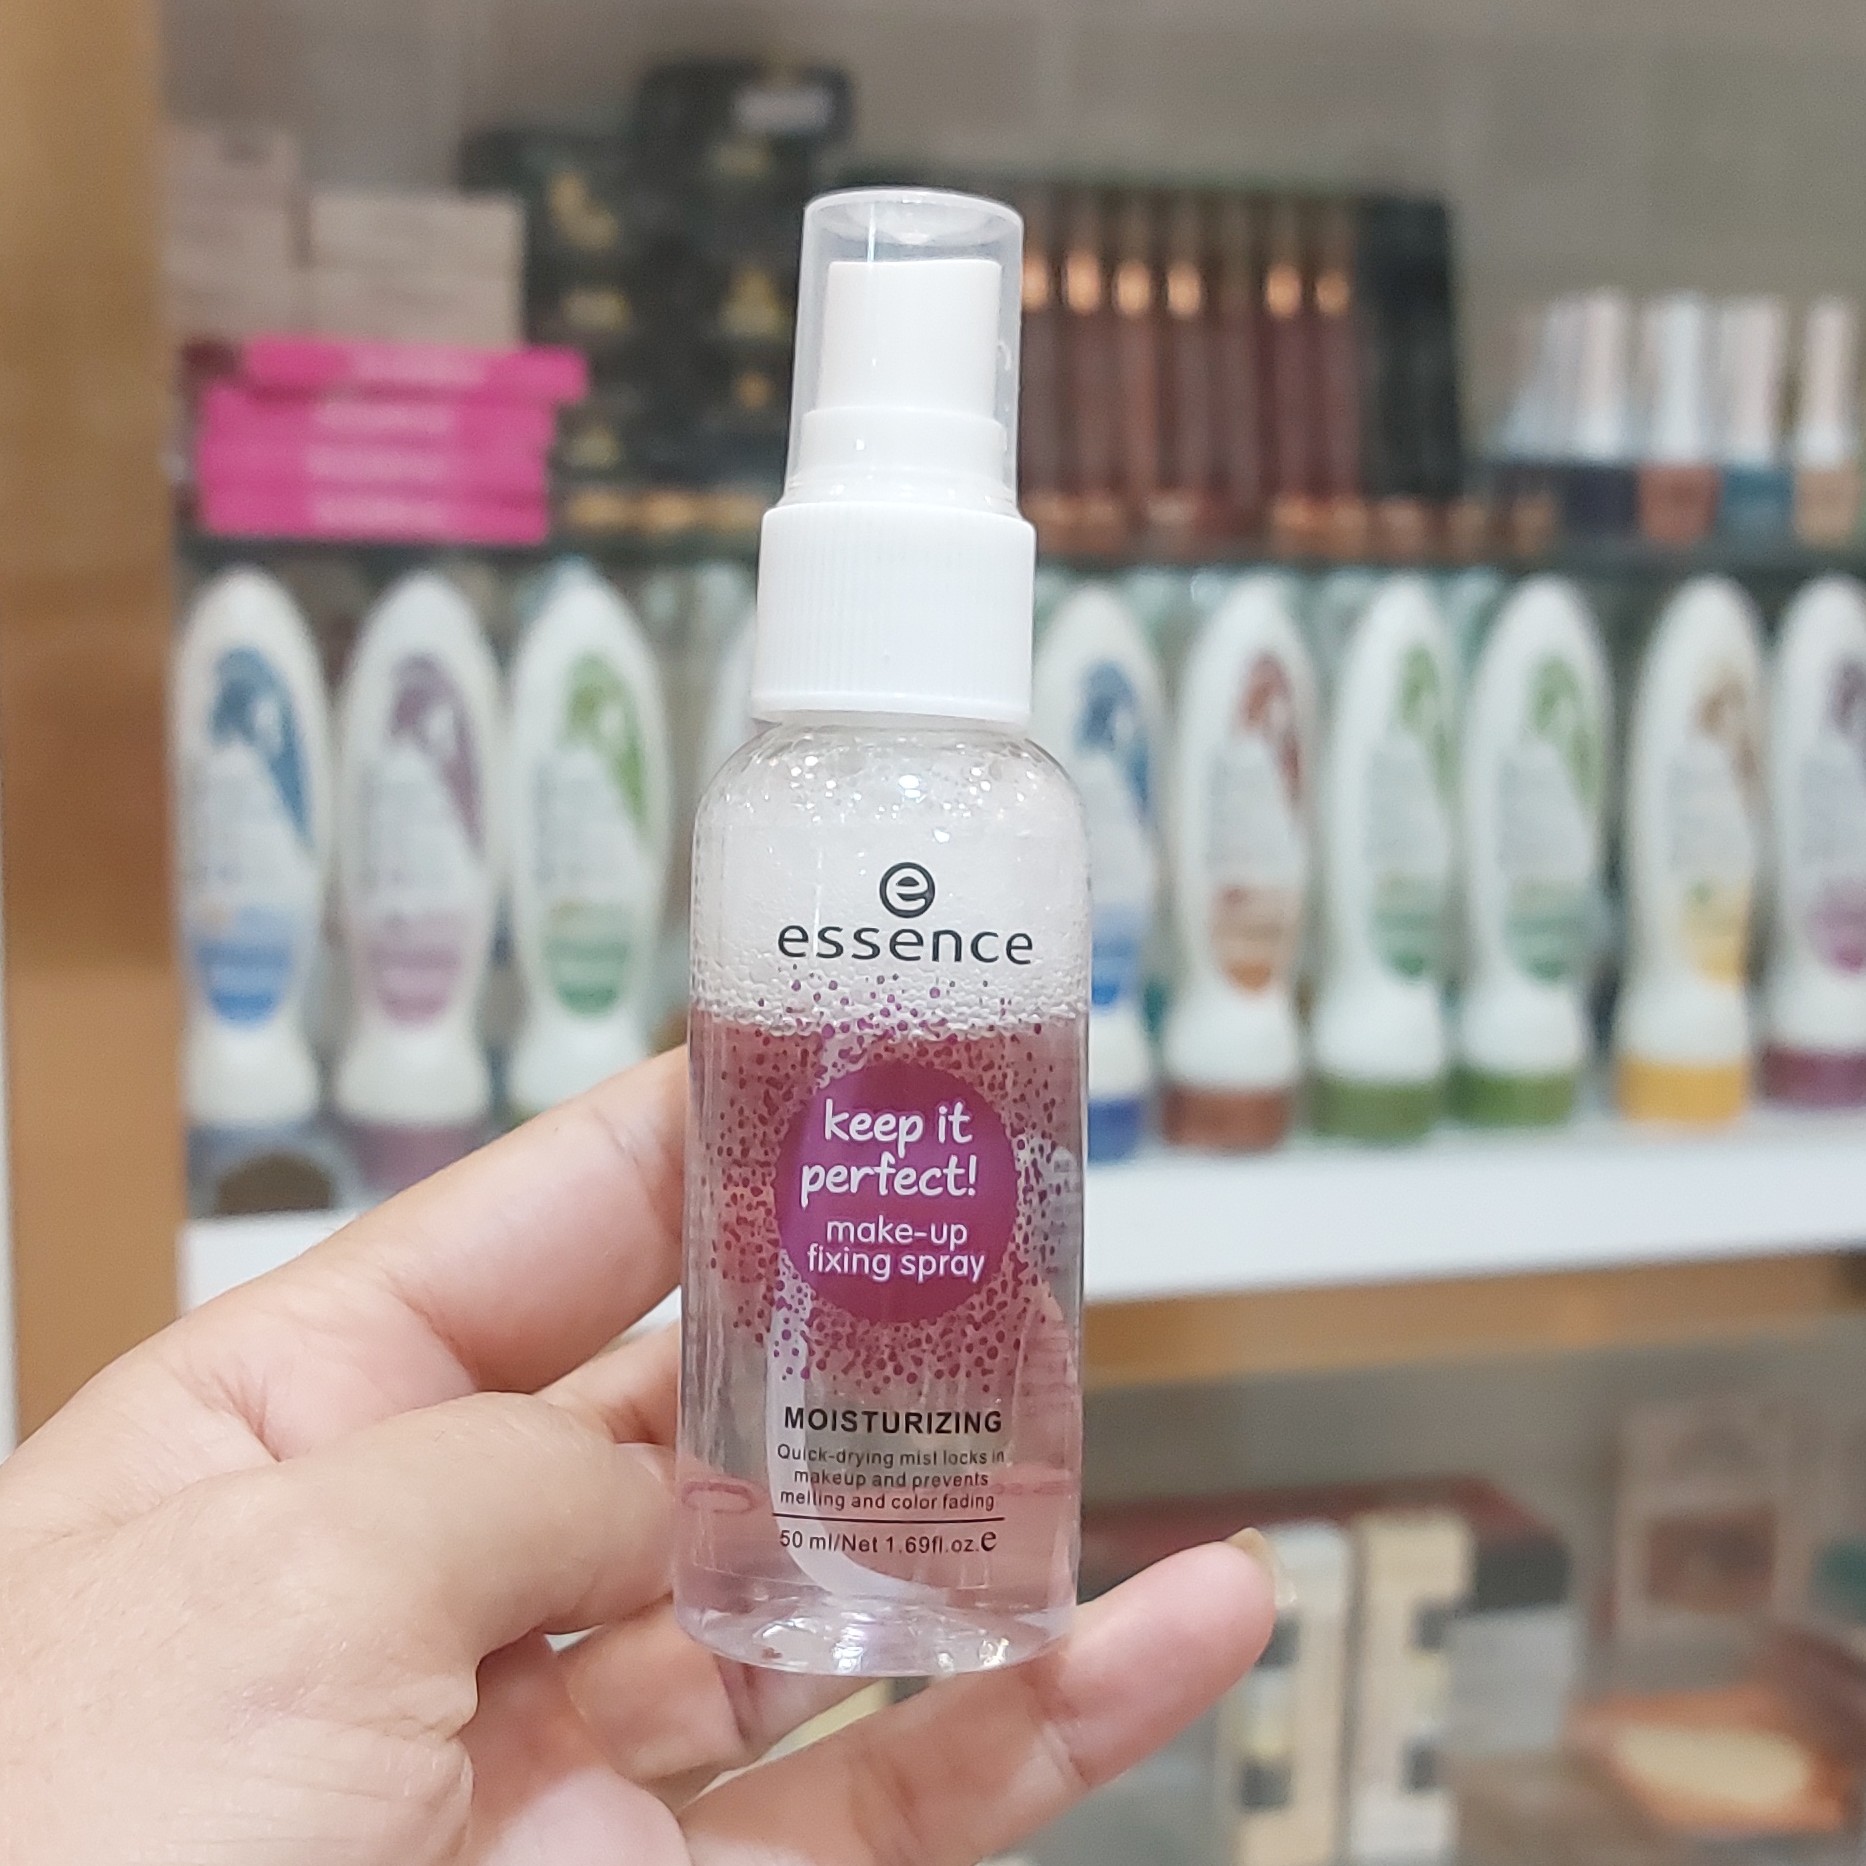 e
essence
keep it
perfect!
make-up
fixing spray
MOISTURIZING
Quick-drying mist locks in
makeup and prevents
melling and color fading
50 ml/Net 1.69fl.oz.e